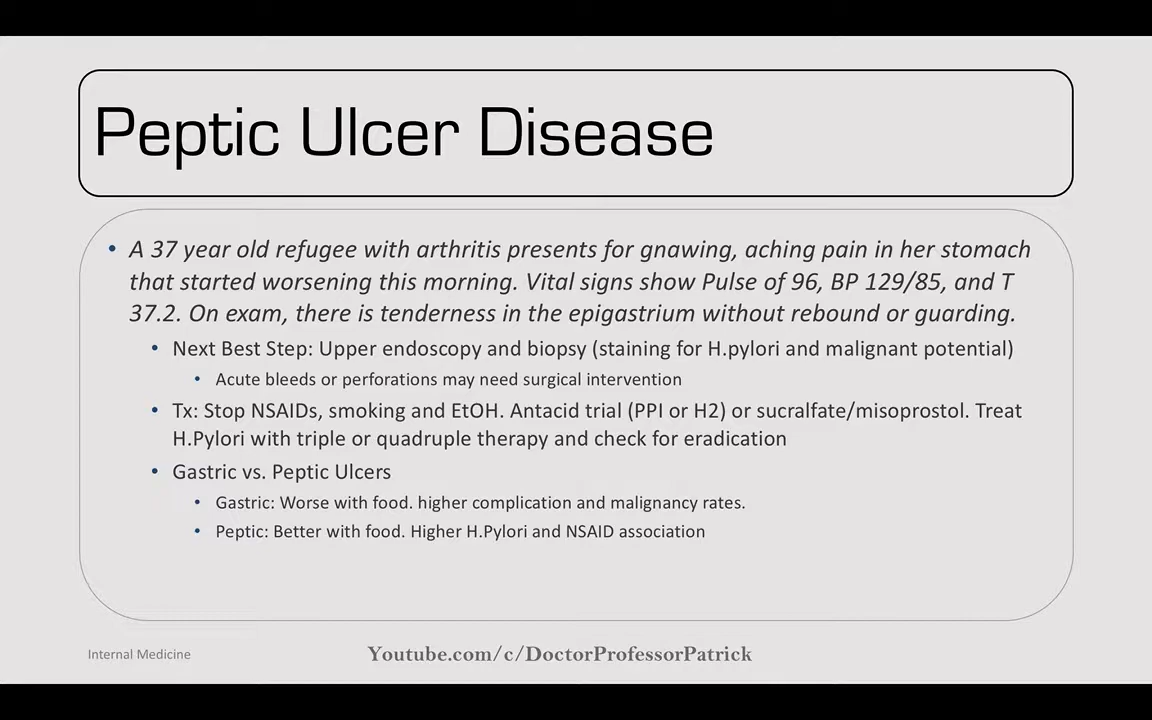 Peptic Ulcer Disease
• A 37 year old refugee with arthritis presents for gnawing, aching pain in her stomach
that started worsening this morning. Vital signs show Pulse of 96, BP 129/85, and T
37.2. On exam, there is tenderness in the epigastrium without rebound or guarding.
• Next Best Step: Upper endoscopy and biopsy (staining for H.pylori and malignant potential)
• Acute bleeds or perforations may need surgical intervention
• Tx: Stop NSAIDs, smoking and EtOH. Antacid trial (PPI or H2) or sucralfate/misoprostol. Treat
H.Pylori with triple or quadruple therapy and check for eradication
• Gastric vs. Peptic Ulcers
• Gastric: Worse with food. higher complication and malignancy rates.
• Peptic: Better with food. Higher H.Pylori and NSAID association
Internal Medicine
Youtube.com/c/DoctorProfessorPatrick